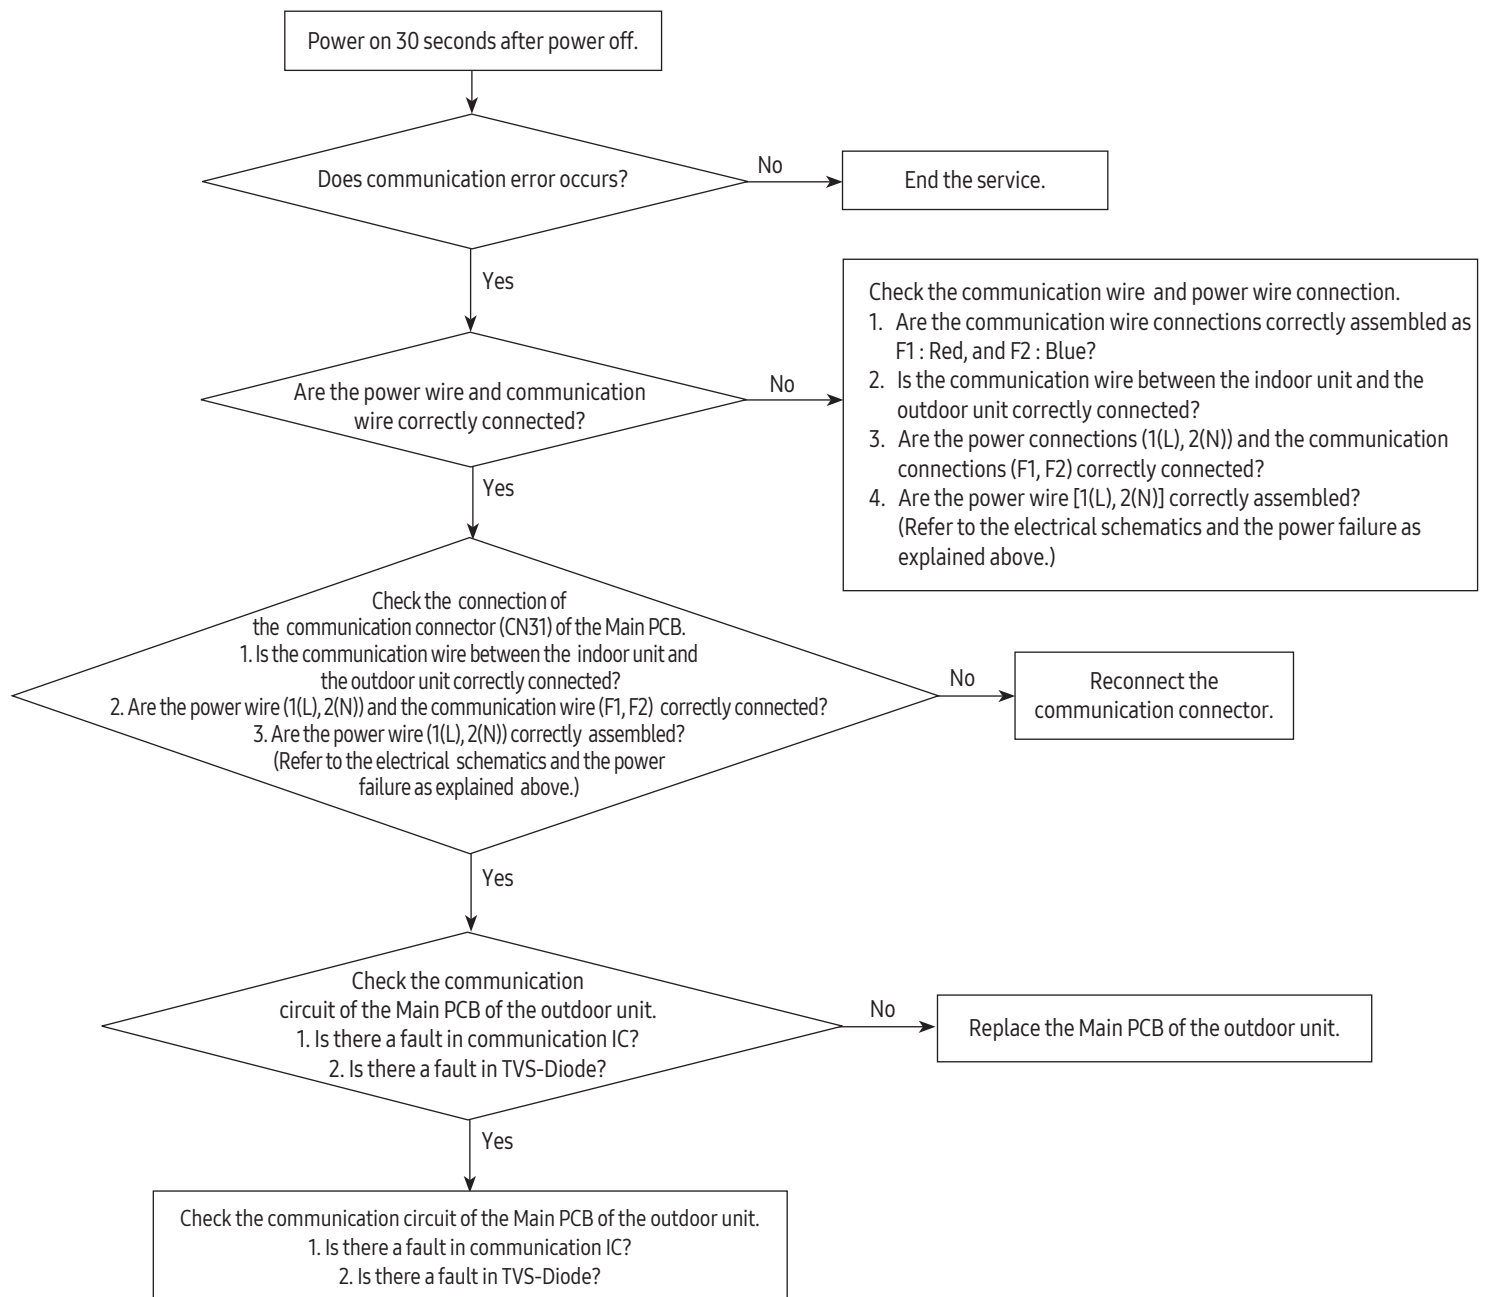 Power on 30 seconds after power off.
Does communication error occurs?
No
End the service.
Yes
Are the power wire and communication
wire correctly connected?
No
Check the communication wire and power wire connection.
1. Are the communication wire connections correctly assembled as
F1 : Red, and F2 : Blue?
2. Is the communication wire between the indoor unit and the
outdoor unit correctly connected?
3. Are the power connections (1(L), 2(N)) and the communication
connections (F1, F2) correctly connected?
4. Are the power wire [1(L), 2(N)] correctly assembled?
(Refer to the electrical schematics and the power failure as
explained above.)
Yes
Check the connection of
the communication connector (CN31) of the Main PCB.
1. Is the communication wire between the indoor unit and
the outdoor unit correctly connected?
2. Are the power wire (1(L), 2(N)) and the communication wire (F1, F2) correctly connected?
3. Are the power wire (1(L), 2(N)) correctly assembled?
(Refer to the electrical schematics and the power
failure as explained above.)
No
Reconnect the
communication connector.
Yes
Check the communication
circuit of the Main PCB of the outdoor unit.
1. Is there a fault in communication IC?
2. Is there a fault in TVS-Diode?
No
Replace the Main PCB of the outdoor unit.
Yes
Check the communication circuit of the Main PCB of the outdoor unit.
1. Is there a fault in communication IC?
2. Is there a fault in TVS-Diode?